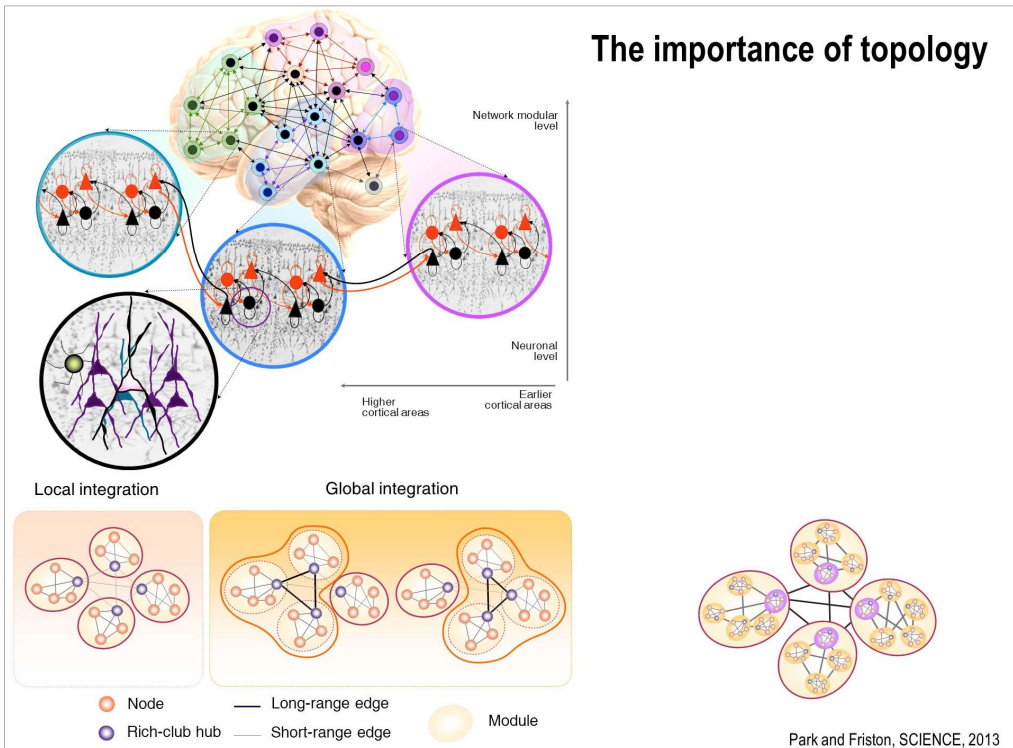 The importance of topology
Network modular
level
Neuronal
level
Higher
cortical areas
Earlier
cortical areas
Local integration
Global integration
Node
Long-range edge
Module
Rich-club hub
Short-range edge
Park and Friston, SCIENCE, 2013